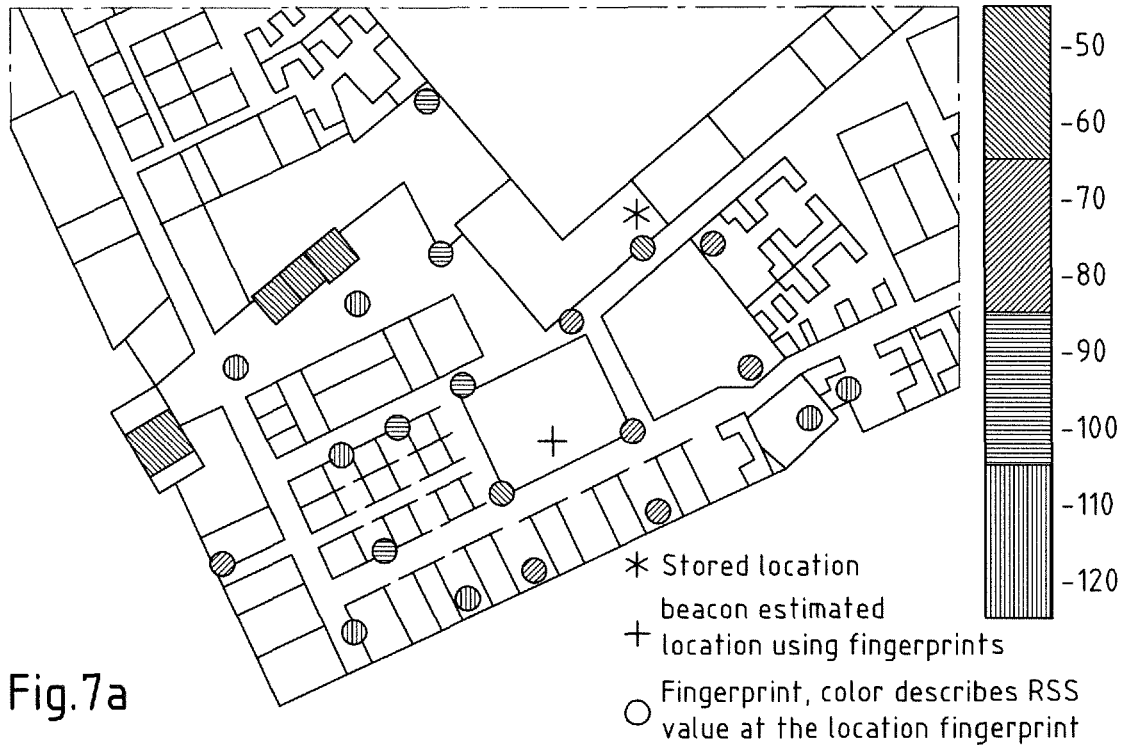 -50
-60
-70
-80
-90
-100
-110
-120
Stored location
beacon estimated
location using fingerprints
Fingerprint, color describes RSS
value at the location fingerprint
Fig.7a